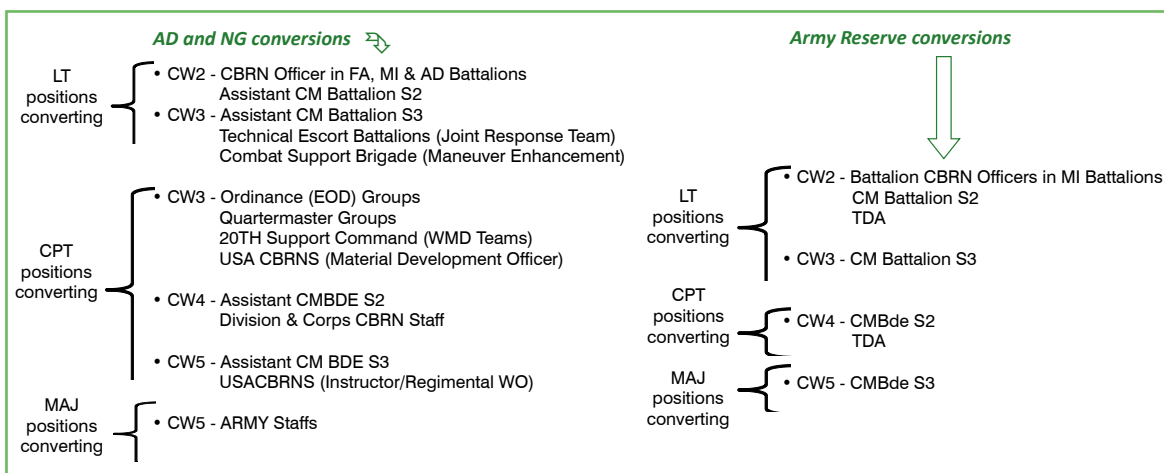 AD and NG conversions
LT
positions
converting
• CW2 - CBRN Officer in FA, MI & AD Battalions
Assistant CM Battalion S2
• CW3 - Assistant CM Battalion S3
Technical Escort Battalions (Joint Response Team)
Combat Support Brigade (Maneuver Enhancement)
CPT
positions
converting
• CW3 - Ordinance (EOD) Groups
Quartermaster Groups
20TH Support Command (WMD Teams)
USA CBRNS (Material Development Officer)
• CW4 - Assistant CMBDE S2
Division & Corps CBRN Staff
• CW5 - Assistant CM BDE S3
USACBRNS (Instructor/Regimental WO)
MAJ
positions
converting
• CW5 - ARMY Staffs
Army Reserve conversions
LT
positions
converting
• CW2 - Battalion CBRN Officers in MI Battalions
CM Battalion S2
TDA
• CW3 - CM Battalion S3
CPT
positions
converting
• CW4 - CMBde S2
TDA
MAJ
positions
converting
• CW5 - CMBde S3